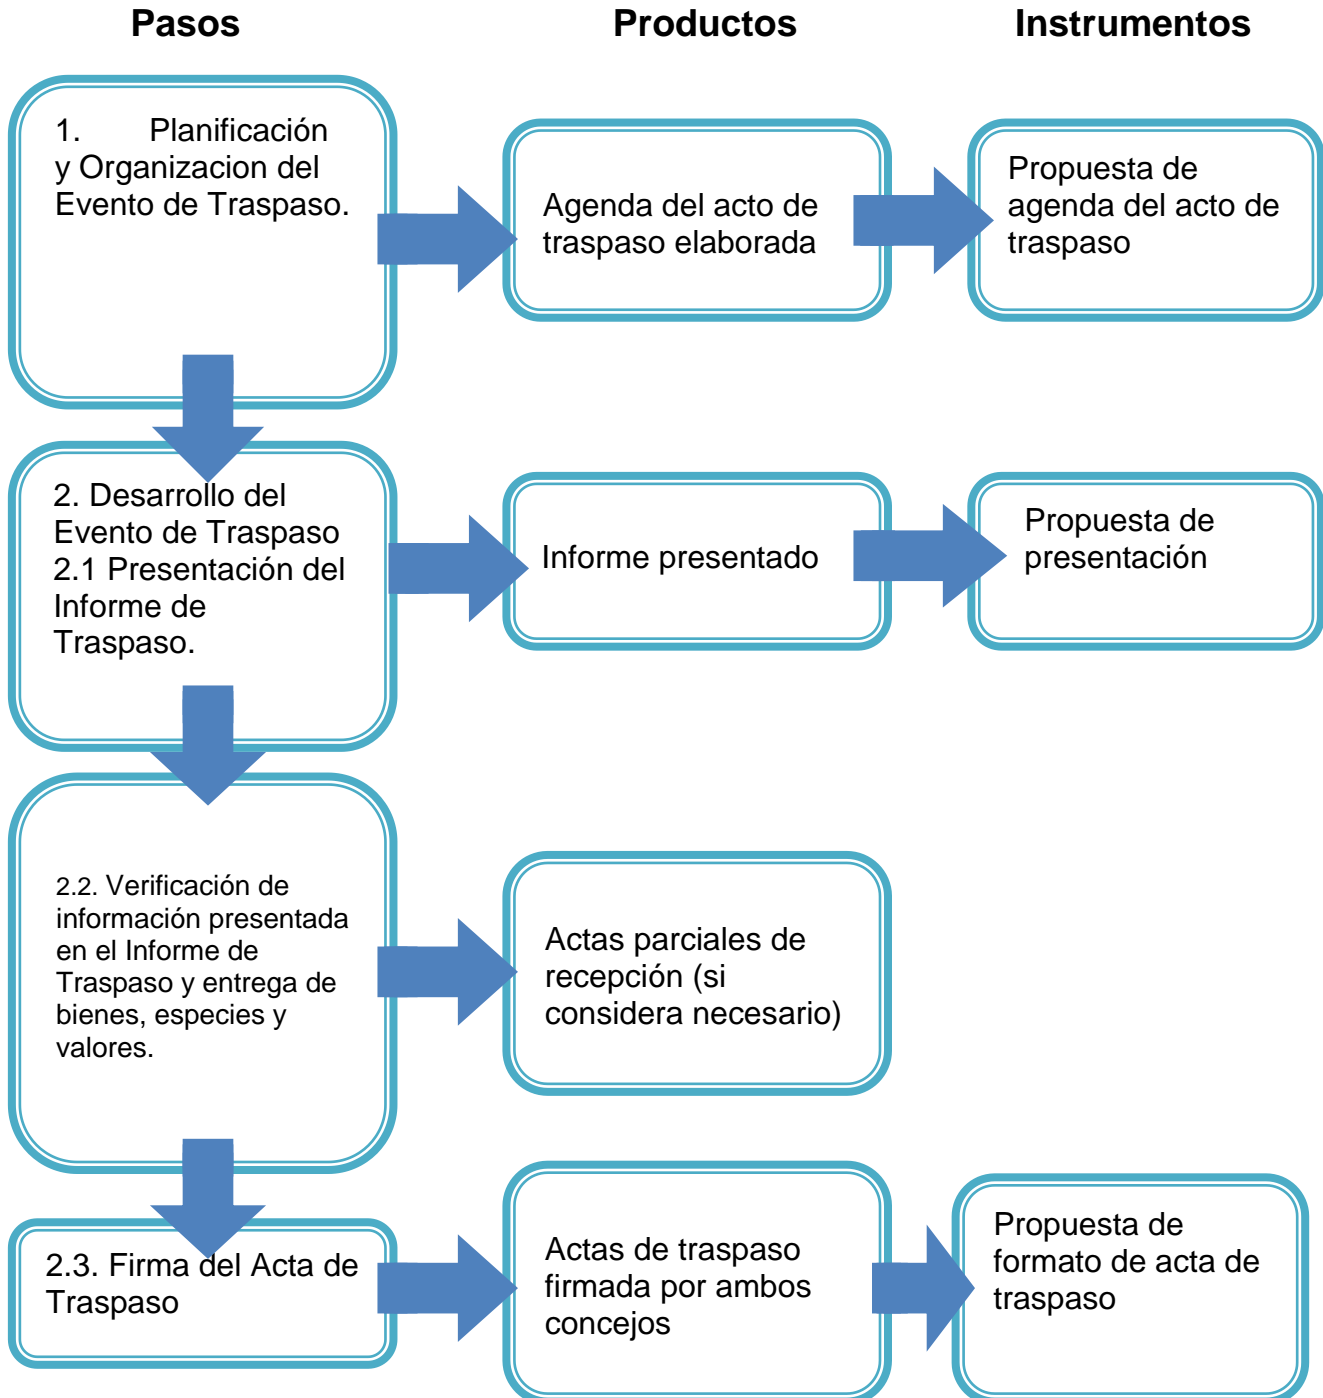 Pasos Productos Instrumentos
1. Planificación
y Organizacion del
Evento de Traspaso.
Agenda del acto de
traspaso elaborada
Propuesta de
agenda del acto de
traspaso
2. Desarrollo del
Evento de Traspaso
2.1 Presentación del
Informe de
Traspaso.
Informe presentado
Propuesta de
presentación
2.2. Verificación de
información presentada
en el Informe de
Traspaso y entrega de
bienes, especies y
valores.
Actas parciales de
recepción (si
considera necesario)
2.3. Firma del Acta de
Traspaso
Actas de traspaso
firmada por ambos
concejos
Propuesta de
formato de acta de
traspaso